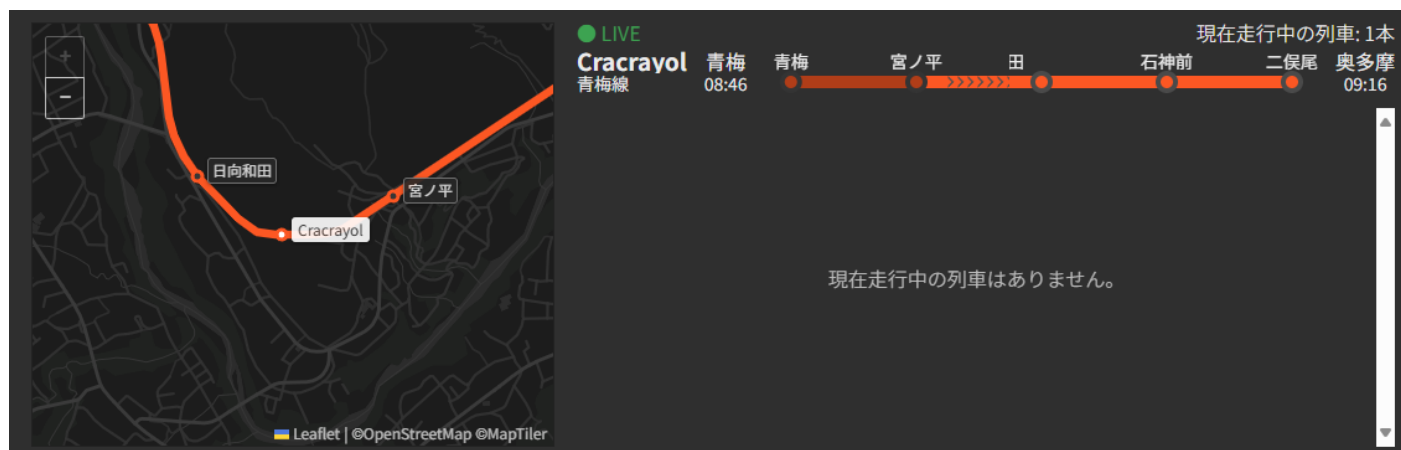 +
−
日向和田
宮ノ平
Cracrayol
Leaflet | ©OpenStreetMap ©MapTiler
LIVE
現在走行中の列車: 1本
Cracrayol 青梅 青梅 宮ノ平 田 石神前 二俣尾 奥多摩
青梅線 08:46 09:16
現在走行中の列車はありません。